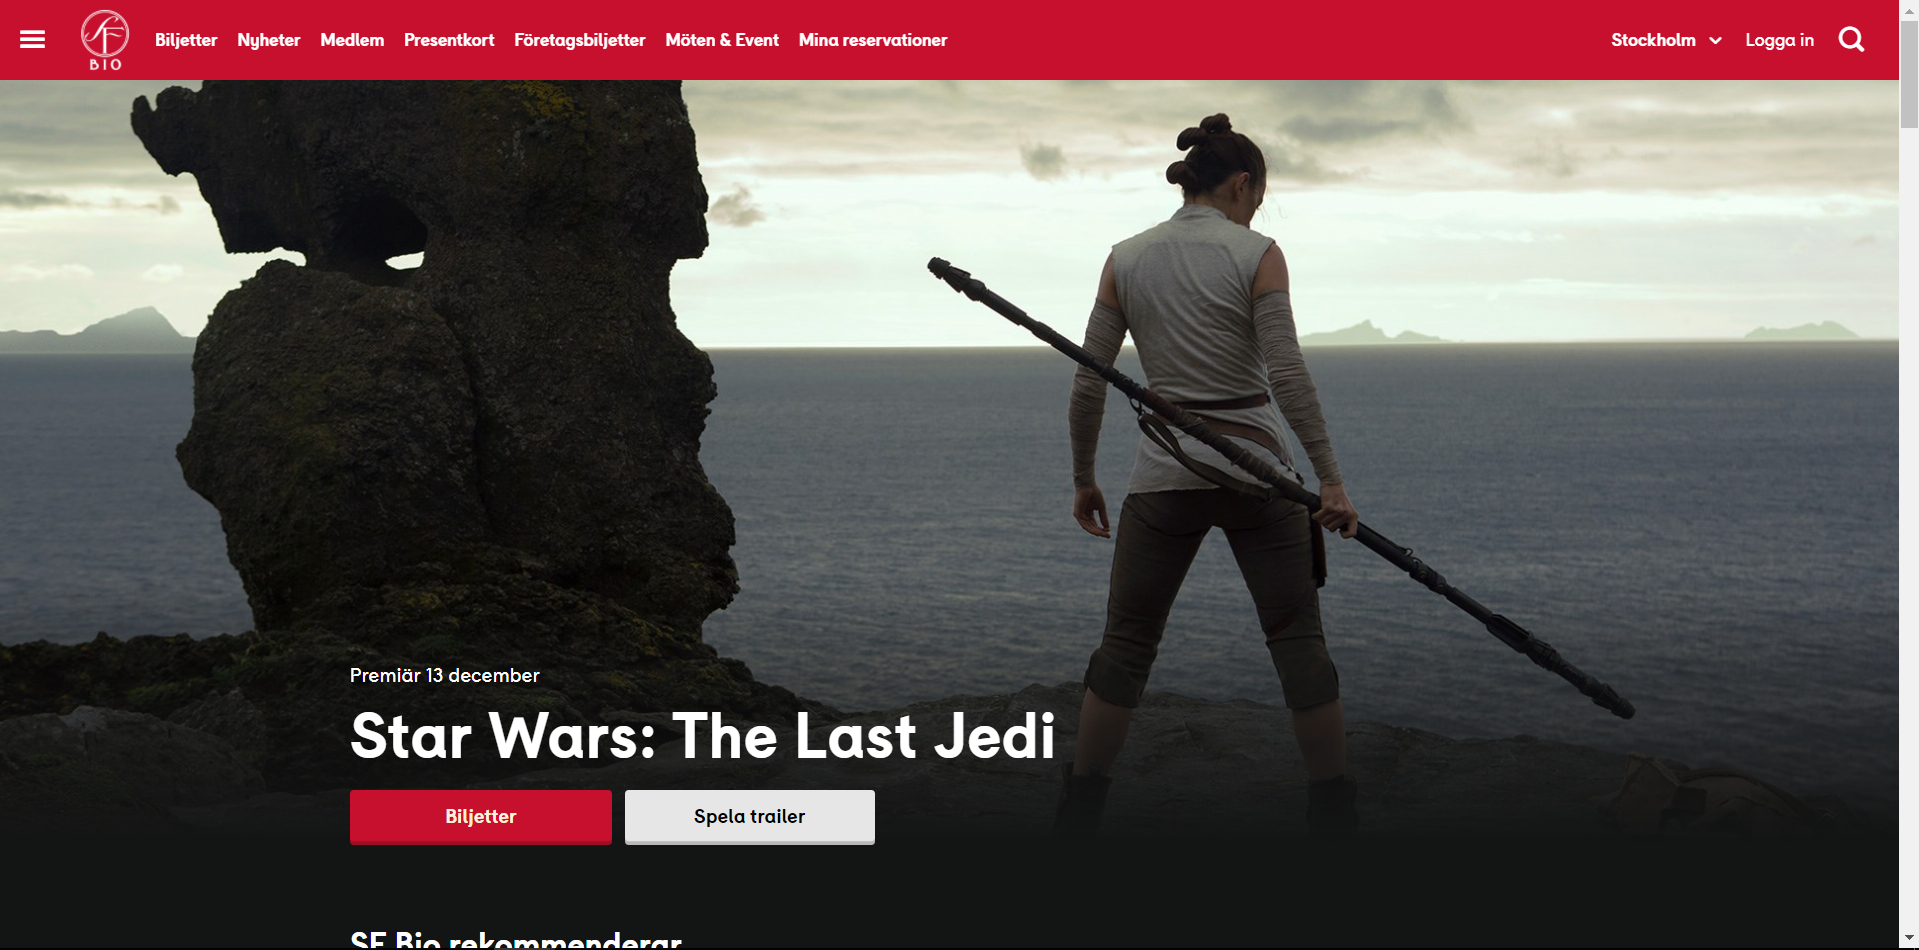 SF
BIO
Biljetter Nyheter Medlem Presentkort Företagsbiljetter Möten & Event Mina reservationer
Stockholm Logga in
Premiär 13 december
Star Wars: The Last Jedi
Biljetter Spela trailer
SF Bio rekommenderar